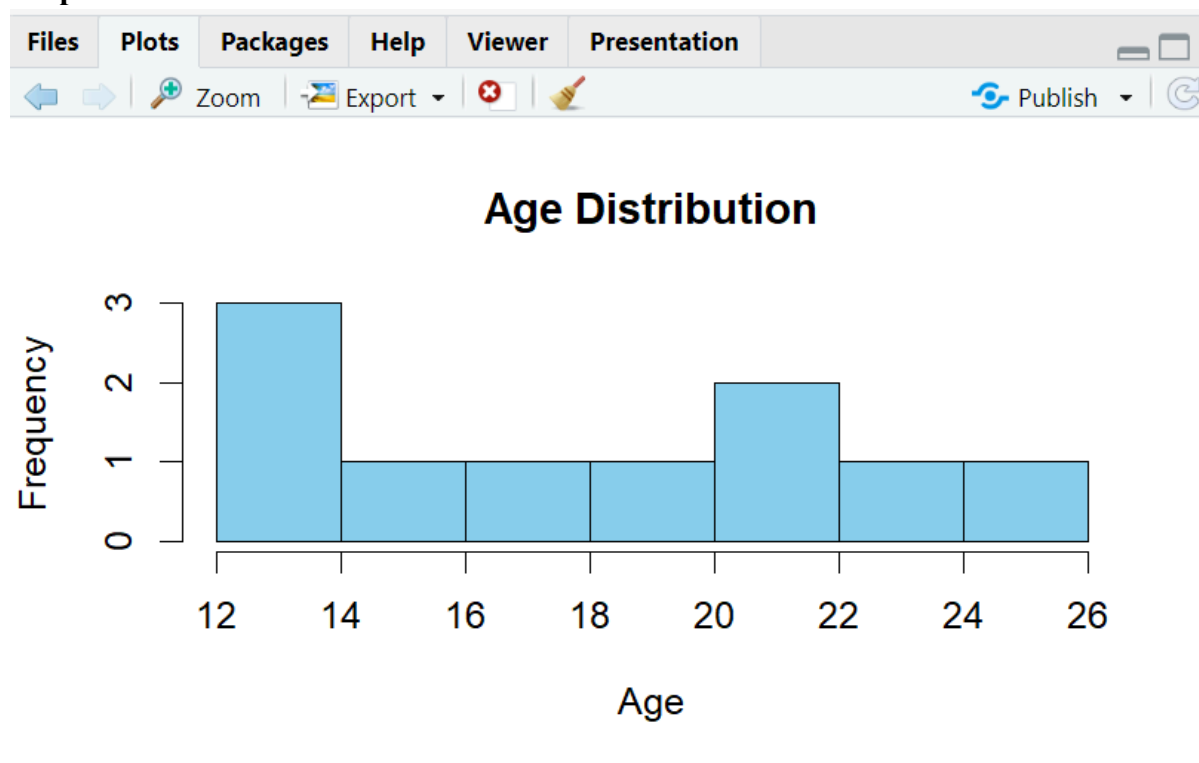 Files Plots Packages Help Viewer Presentation
Zoom Export Publish
Age Distribution
Frequency
3
2
1
0
12 14 16 18 20 22 24 26
Age